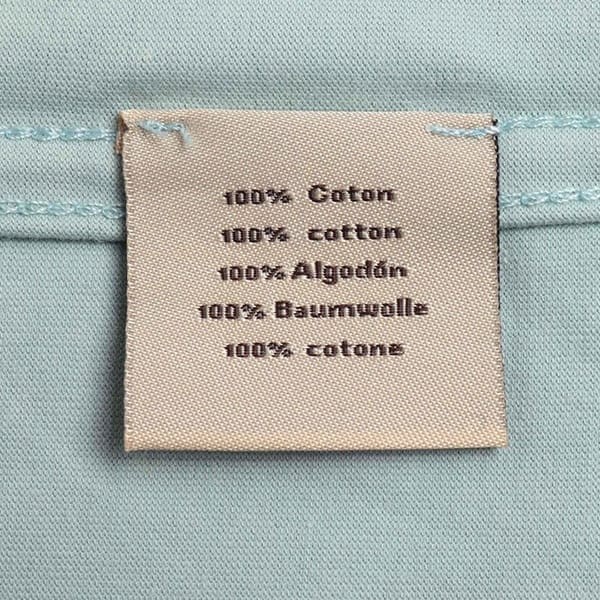 100% Coton
100% cotton
100% Algodón
100% Baumwolle
100% cotone